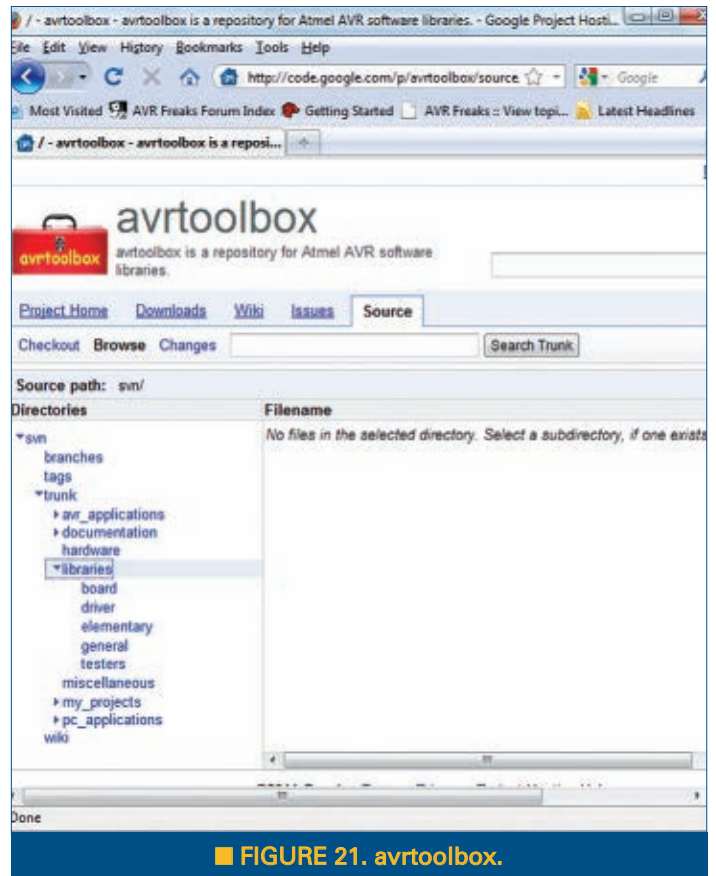 / - avrtoolbox - avrtoolbox is a repository for Atmel AVR software libraries. - Google Project Hosti...
File Edit View History Bookmarks Tools Help
http://code.google.com/p/avrtoolbox/source
Google
Most Visited AVR Freaks Forum Index Getting Started AVR Freaks :: View topi... Latest Headlines
/ - avrtoolbox - avrtoolbox is a reposi...
avrtoolbox
avrtoolbox
avrtoolbox is a repository for Atmel AVR software
libraries.
Project Home Downloads Wiki Issues Source
Checkout Browse Changes Search Trunk
Source path: svn/
Directories Filename
svn No files in the selected directory. Select a subdirectory, if one exists
branches
tags
trunk
avr_applications
documentation
hardware
libraries
board
driver
elementary
general
testers
miscellaneous
my_projects
pc_applications
wiki
Done
FIGURE 21. avrtoolbox.